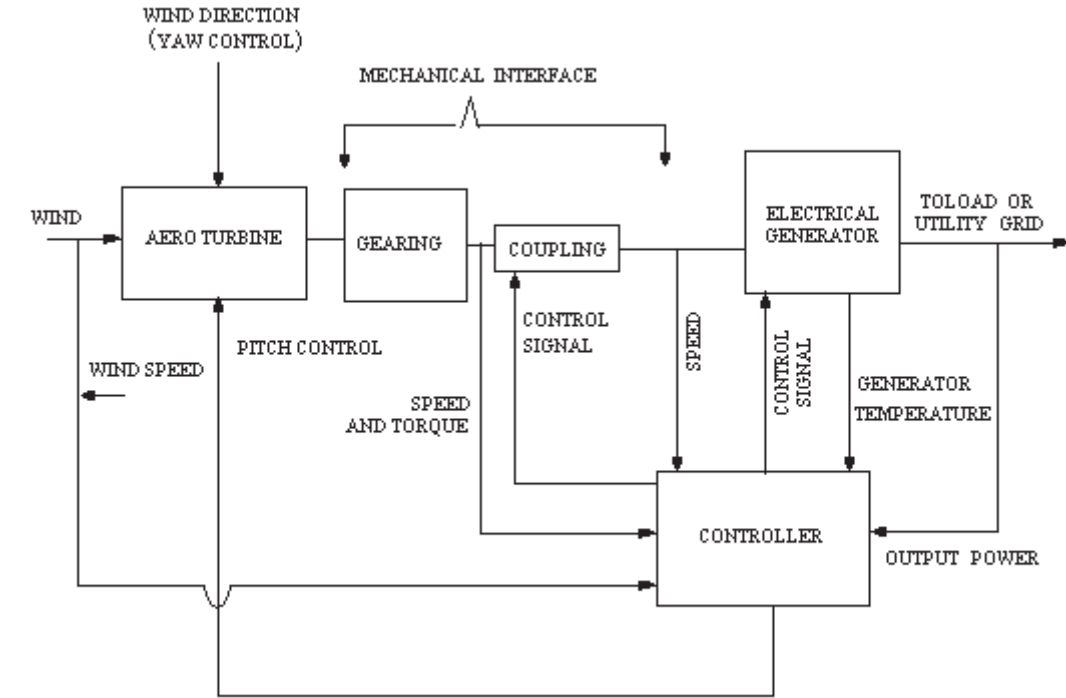 WIND DIRECTION
(YAW CONTROL)
MECHANICAL INTERFACE
WIND
AERO TURBINE
GEARING
COUPLING
ELECTRICAL
GENERATOR
TOLOAD OR
UTILITY GRID
PITCH CONTROL
CONTROL
SIGNAL
SPEED
CONTROL
SIGNAL
GENERATOR
TEMPERATURE
WIND SPEED
SPEED
AND TORQUE
CONTROLLER
OUTPUT POWER